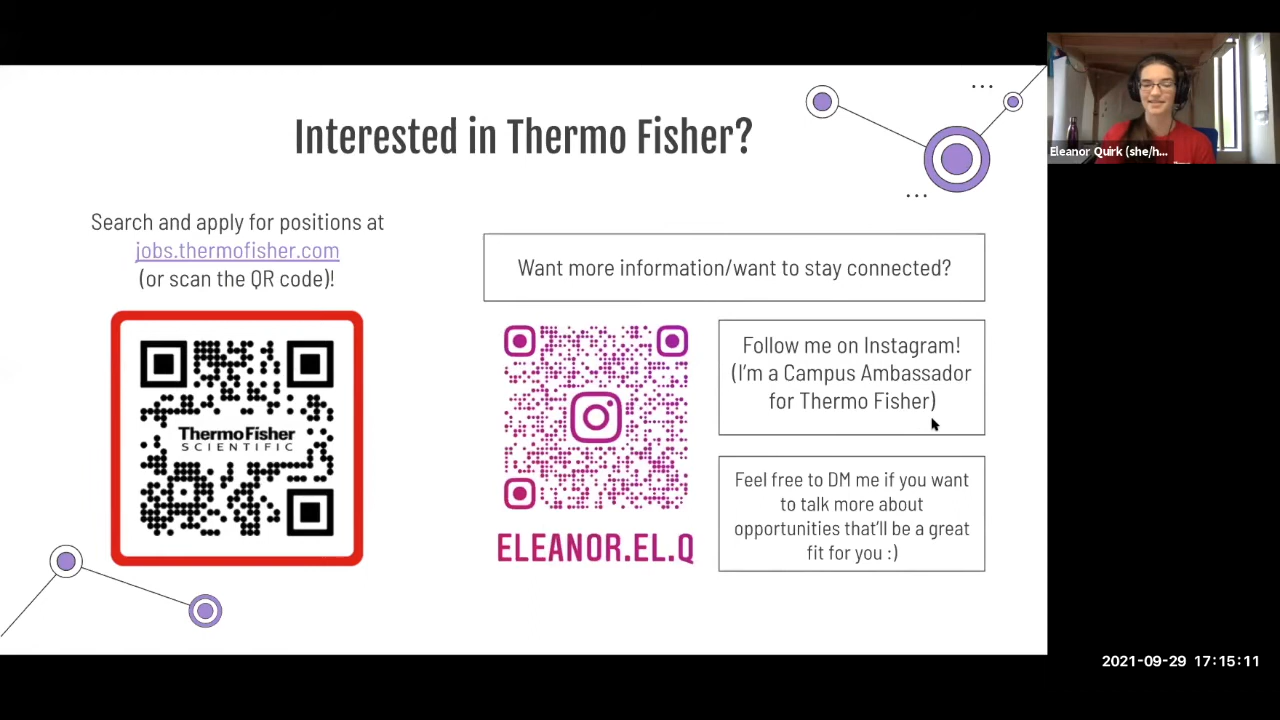 Interested in Thermo Fisher?
Search and apply for positions at
jobs.thermofisher.com
(or scan the QR code)!
ThermoFisher
SCIENTIFIC
Want more information/want to stay connected?
ELEANOR.EL.Q
Follow me on Instagram!
(I'm a Campus Ambassador
for Thermo Fisher)
Feel free to DM me if you want
to talk more about
opportunities that'll be a great
fit for you :)
Eleanor Quirk (she/h...
2021-09-29 17:15:11